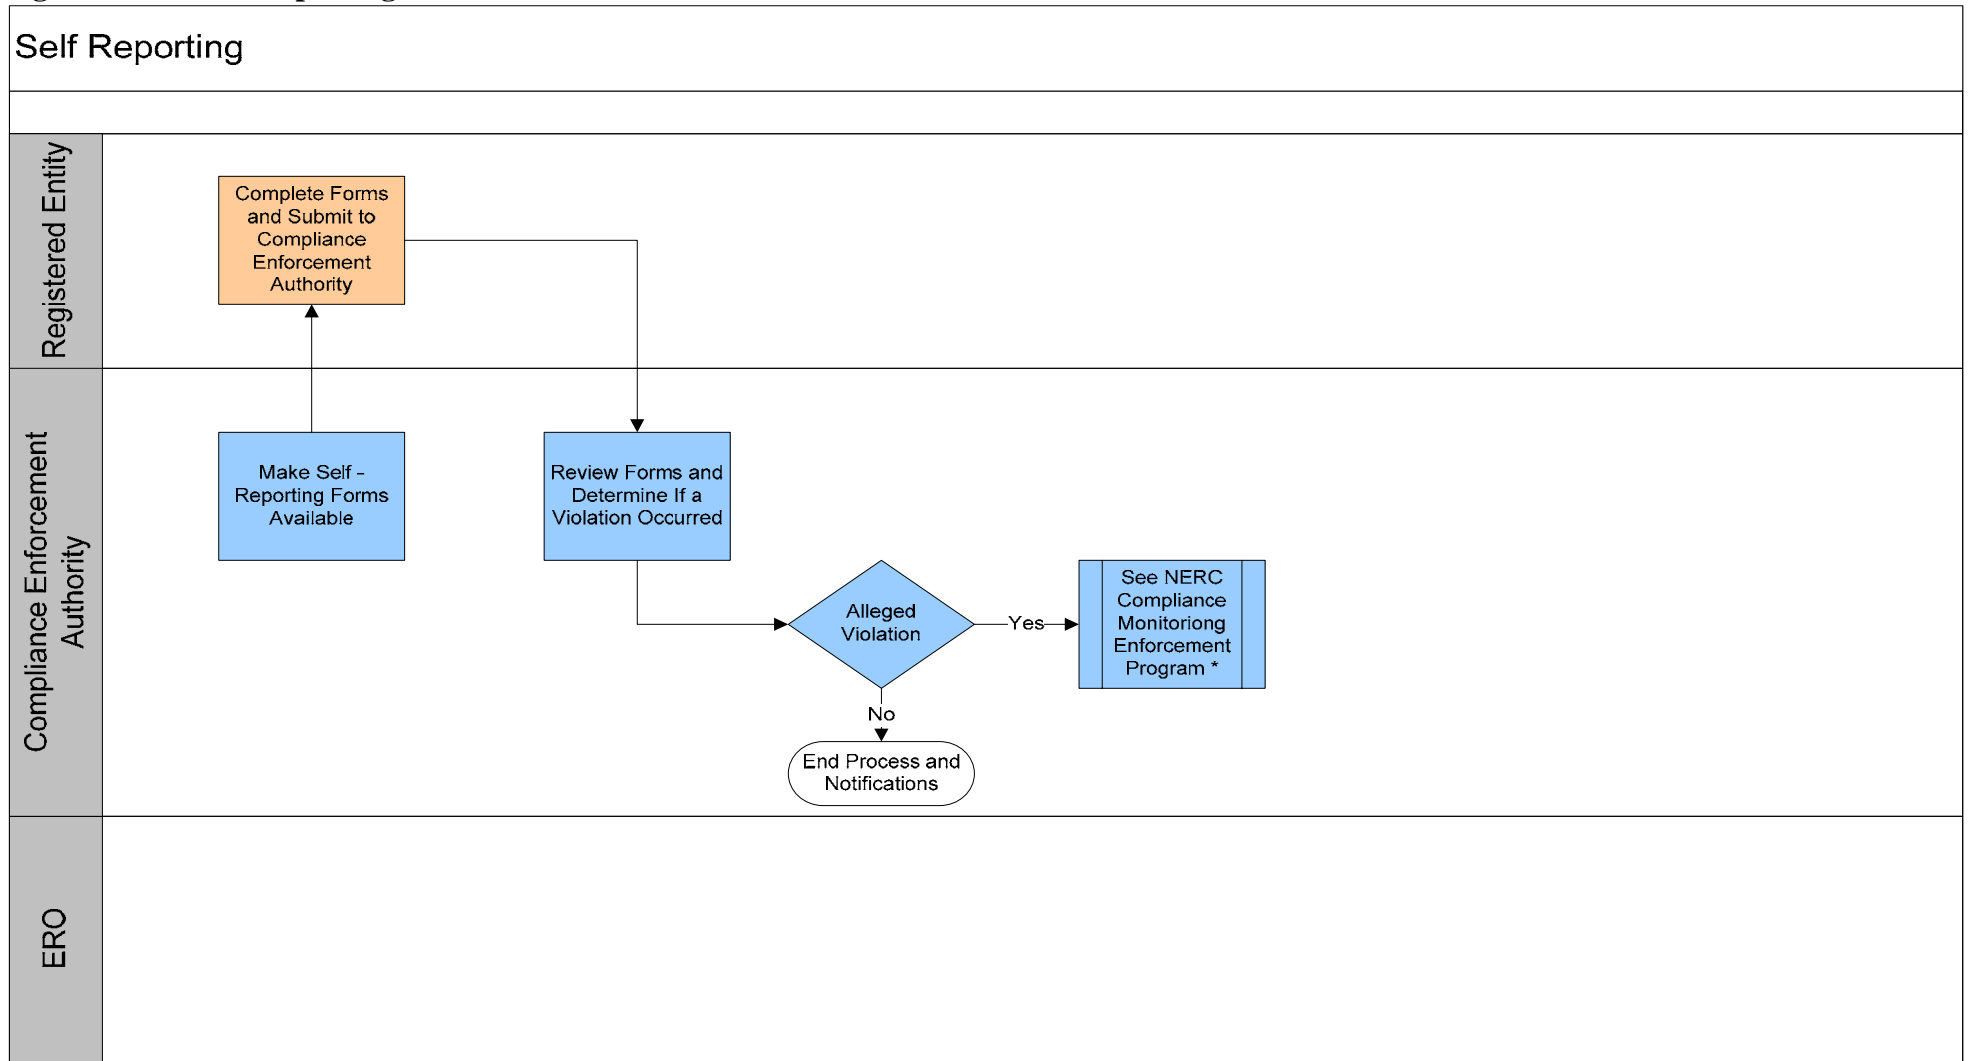 Self Reporting
Registered Entity
Complete Forms
and Submit to
Compliance
Enforcement
Authority
Compliance Enforcement
Authority
Make Self -
Reporting Forms
Available
Review Forms and
Determine If a
Violation Occurred
Alleged
Violation
Yes
See NERC
Compliance
Monitoriong
Enforcement
Program *
No
End Process and
Notifications
ERO